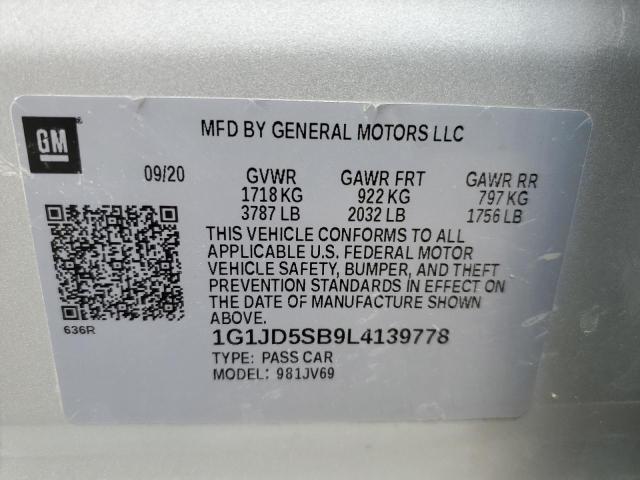 GM
MFD BY GENERAL MOTORS LLC
09/20 GVWR GAWR FRT GAWR RR
1718 KG 922 KG 797 KG
3787 LB 2032 LB 1756 LB
THIS VEHICLE CONFORMS TO ALL
APPLICABLE U.S. FEDERAL MOTOR
VEHICLE SAFETY, BUMPER, AND THEFT
PREVENTION STANDARDS IN EFFECT ON
THE DATE OF MANUFACTURE SHOWN
ABOVE.
636R
1G1JD5SB9L4139778
TYPE: PASS CAR
MODEL: 981JV69